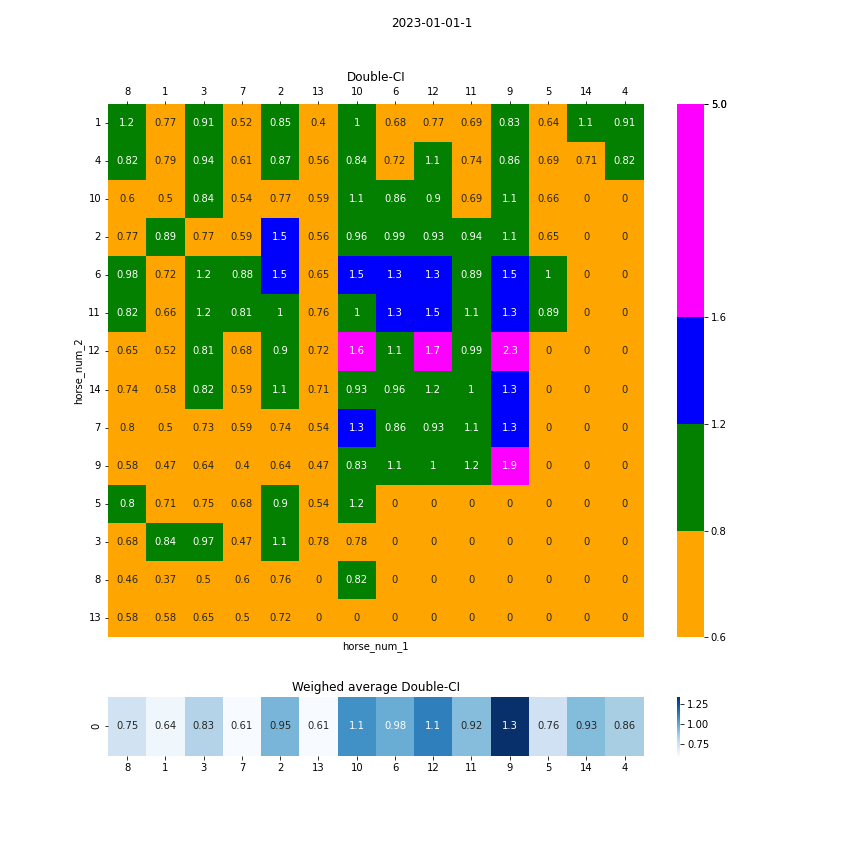 2023-01-01-1
Double-CI
8 1 3 7 2 13 10 6 12 11 9 5 14 4
1 1.2 0.77 0.91 0.52 0.85 0.4 1 0.68 0.77 0.69 0.83 0.64 1.1 0.91
4 0.82 0.79 0.94 0.61 0.87 0.56 0.84 0.72 1.1 0.74 0.86 0.69 0.71 0.82
10 0.6 0.5 0.84 0.54 0.77 0.59 1.1 0.86 0.9 0.69 1.1 0.66 0 0
2 0.77 0.89 0.77 0.59 1.5 0.56 0.96 0.99 0.93 0.94 1.1 0.65 0 0
6 0.98 0.72 1.2 0.88 1.5 0.65 1.5 1.3 1.3 0.89 1.5 1 0 0
11 0.82 0.66 1.2 0.81 1 0.76 1 1.3 1.5 1.1 1.3 0.89 0 0
12 0.65 0.52 0.81 0.68 0.9 0.72 1.6 1.1 1.7 0.99 2.3 0 0 0
14 0.74 0.58 0.82 0.59 1.1 0.71 0.93 0.96 1.2 1 1.3 0 0 0
7 0.8 0.5 0.73 0.59 0.74 0.54 1.3 0.86 0.93 1.1 1.3 0 0 0
9 0.58 0.47 0.64 0.4 0.64 0.47 0.83 1.1 1 1.2 1.9 0 0 0
5 0.8 0.71 0.75 0.68 0.9 0.54 1.2 0 0 0 0 0 0 0
3 0.68 0.84 0.97 0.47 1.1 0.78 0.78 0 0 0 0 0 0 0
8 0.46 0.37 0.5 0.6 0.76 0 0.82 0 0 0 0 0 0 0
13 0.58 0.58 0.65 0.5 0.72 0 0 0 0 0 0 0 0 0
horse_num_2
horse_num_1
5.0
1.6
1.2
0.8
0.6
Weighed average Double-CI
0 0.75 0.64 0.83 0.61 0.95 0.61 1.1 0.98 1.1 0.92 1.3 0.76 0.93 0.86
8 1 3 7 2 13 10 6 12 11 9 5 14 4
1.25
1.00
0.75